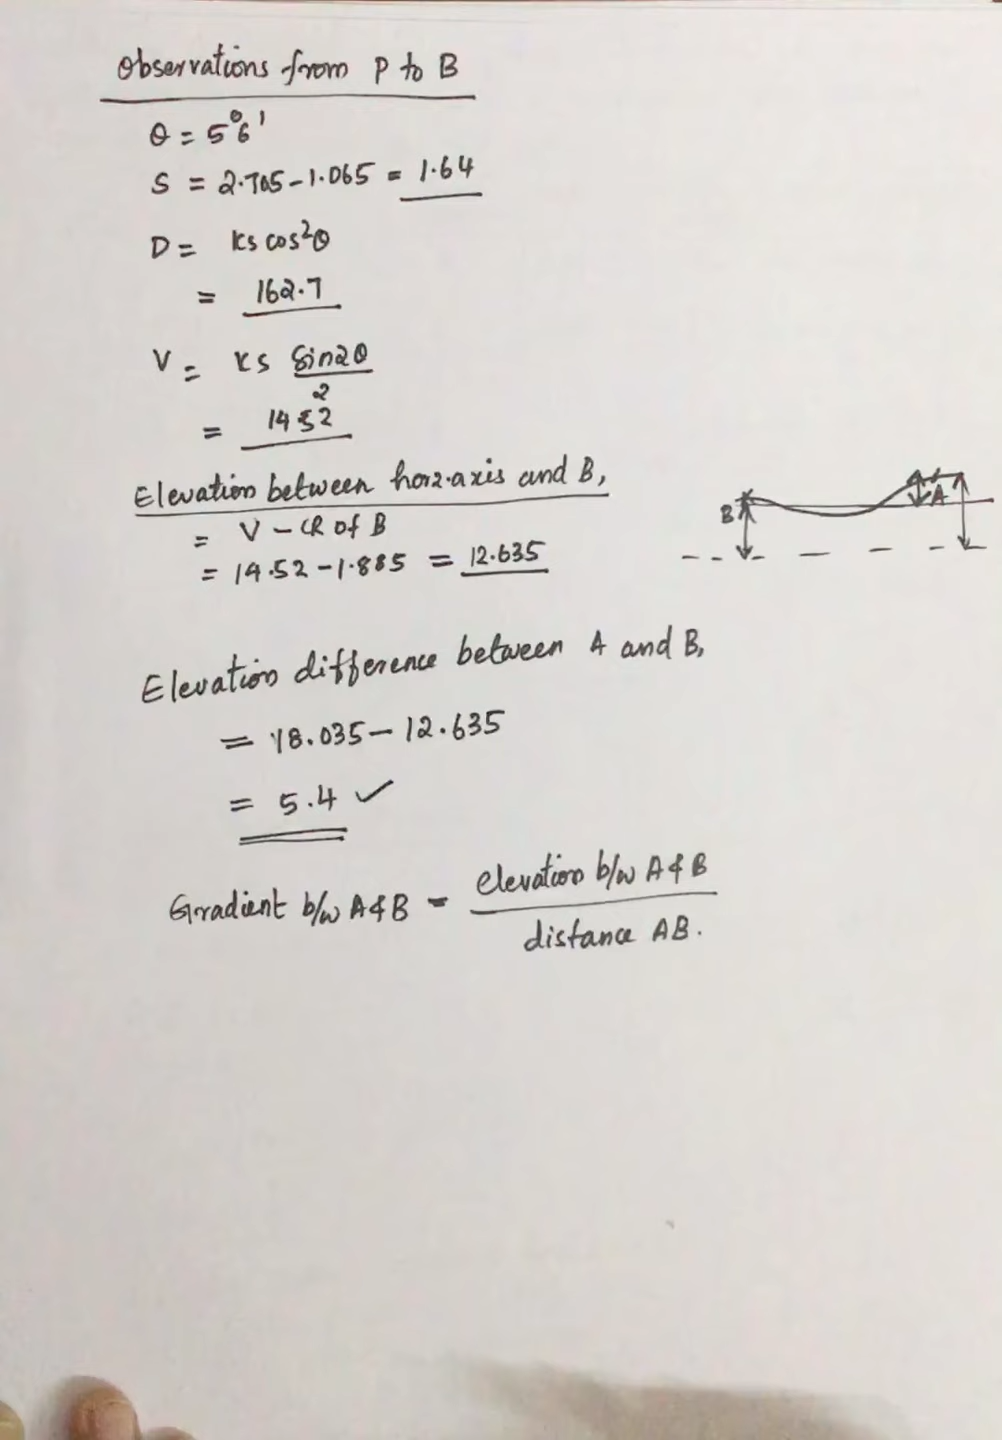 Observations from P to B
θ = 5°6'
S = 2.705-1.065 = 1.64
D = ks cos²θ
= 162.7
V = ks sin2θ/2
= 14.52
Elevation between horz.axis and B,
= V - CR of B
= 14.52-1.885 = 12.635
B A
Elevation difference between A and B,
= 18.035-12.635
= 5.4 ✓
Gradient b/w A&B = elevation b/w A&B
distance AB.